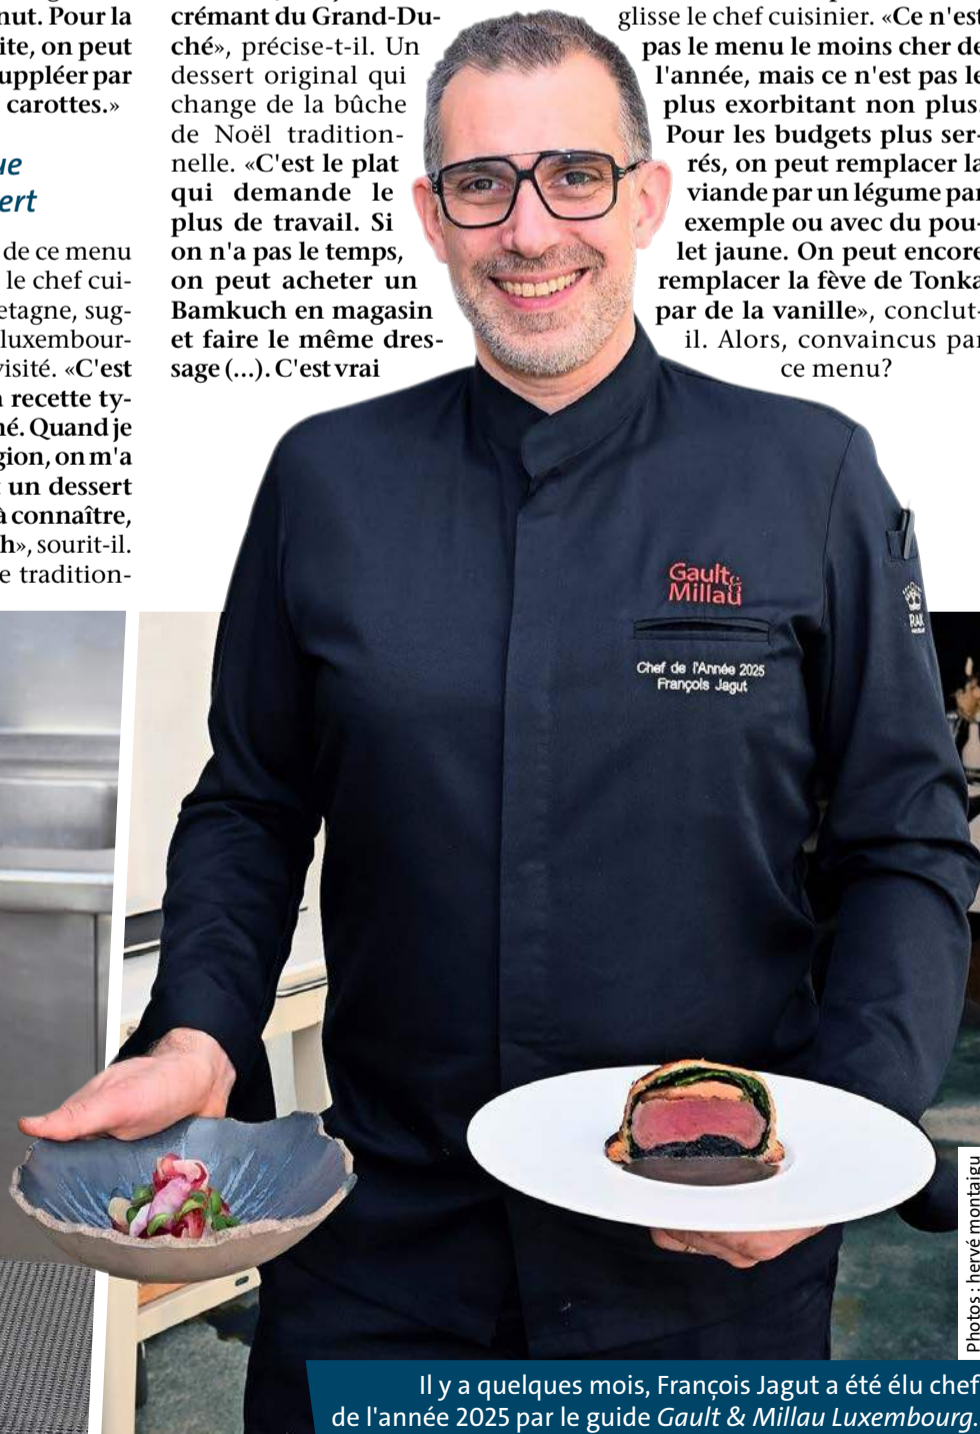 nut. Pour la
ite, on peut
uppléer par
carottes.»
ue
ert
de ce menu
le chef cui-
etagne, sug-
luxembour-
visité. «C'est
recette ty-
né. Quand je
gion, on m'a
un dessert
à connaître,
h», sourit-il.
e tradition-
crémant du Grand-Du-
ché», précise-t-il. Un
dessert original qui
change de la bûche
de Noël tradition-
nelle. «C'est le plat
qui demande le
plus de travail. Si
on n'a pas le temps,
on peut acheter un
Bamkuch en magasin
et faire le même dres-
sage (...). C'est vrai
glisse le chef cuisinier. «Ce n'est
pas le menu le moins cher de
l'année, mais ce n'est pas le
plus exorbitant non plus.
Pour les budgets plus ser-
rés, on peut remplacer la
viande par un légume par
exemple ou avec du pou-
let jaune. On peut encore
remplacer la fève de Tonka
par de la vanille», conclut-
il. Alors, convaincus par
ce menu?
Gault&
Millau
Chef de l'Année 2025
François Jagut
RAK
Photos : hervé montaigu
Il y a quelques mois, François Jagut a été élu chef
de l'année 2025 par le guide Gault & Millau Luxembourg.